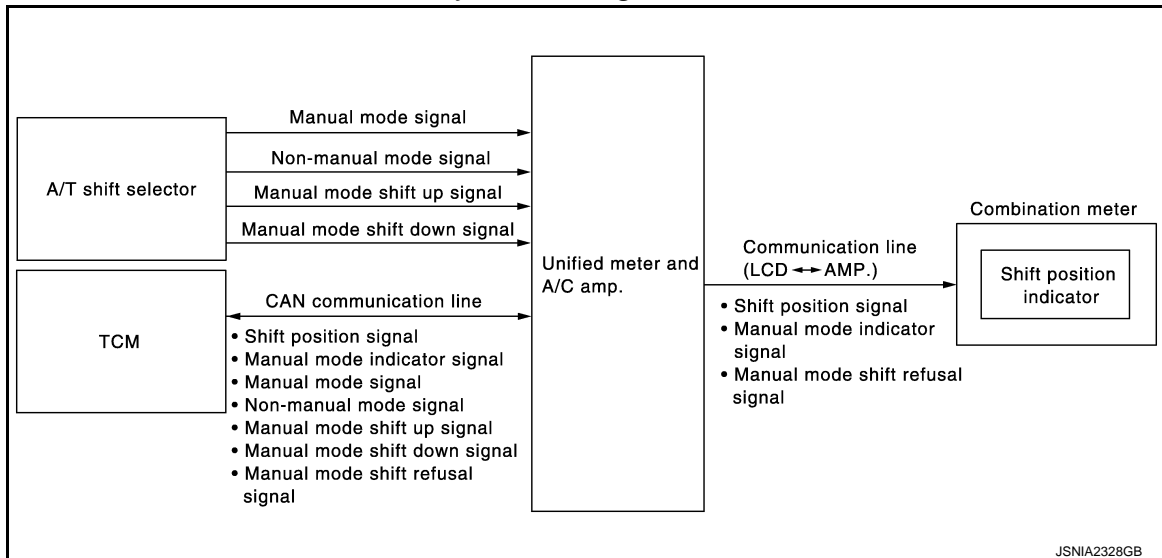 Manual mode signal
Non-manual mode signal
Manual mode shift up signal
Manual mode shift down signal
A/T shift selector
TCM
CAN communication line
• Shift position signal
• Manual mode indicator signal
• Manual mode signal
• Non-manual mode signal
• Manual mode shift up signal
• Manual mode shift down signal
• Manual mode shift refusal
signal
Unified meter and
A/C amp.
Communication line
(LCD ↔ AMP.)
• Shift position signal
• Manual mode indicator
signal
• Manual mode shift refusal
signal
Combination meter
Shift position
indicator
JSNIA2328GB